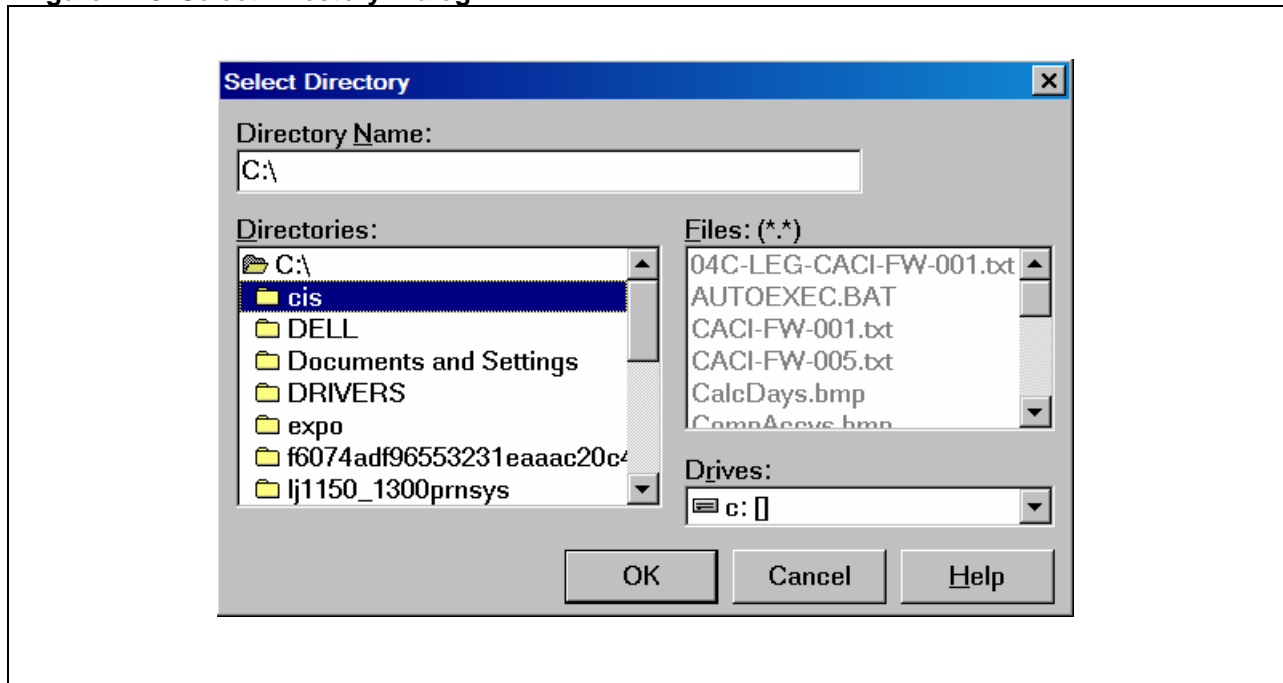 Select Directory
Directory Name:
C:\
Directories:
C:\
cis
DELL
Documents and Settings
DRIVERS
expo
f6074adf96553231eaaac20c4
lj1150_1300prnsys
Files: (*.*)
04C-LEG-CACI-FW-001.txt
AUTOEXEC.BAT
CACI-FW-001.txt
CACI-FW-005.txt
CalcDays.bmp
Drives:
c: []
OK
Cancel
Help